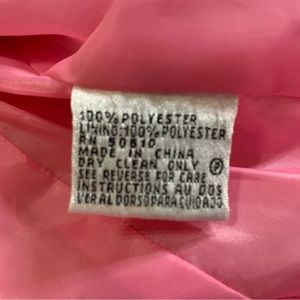 100% POLYESTER
LINING:100% POLYESTER
RN 50610
MADE IN CHINA
DRY CLEAN ONLY Ⓟ
SEE REVERSE FOR CARE
INSTRUCTIONS AU DOS
VER AL DORSO PARA CUIDADO